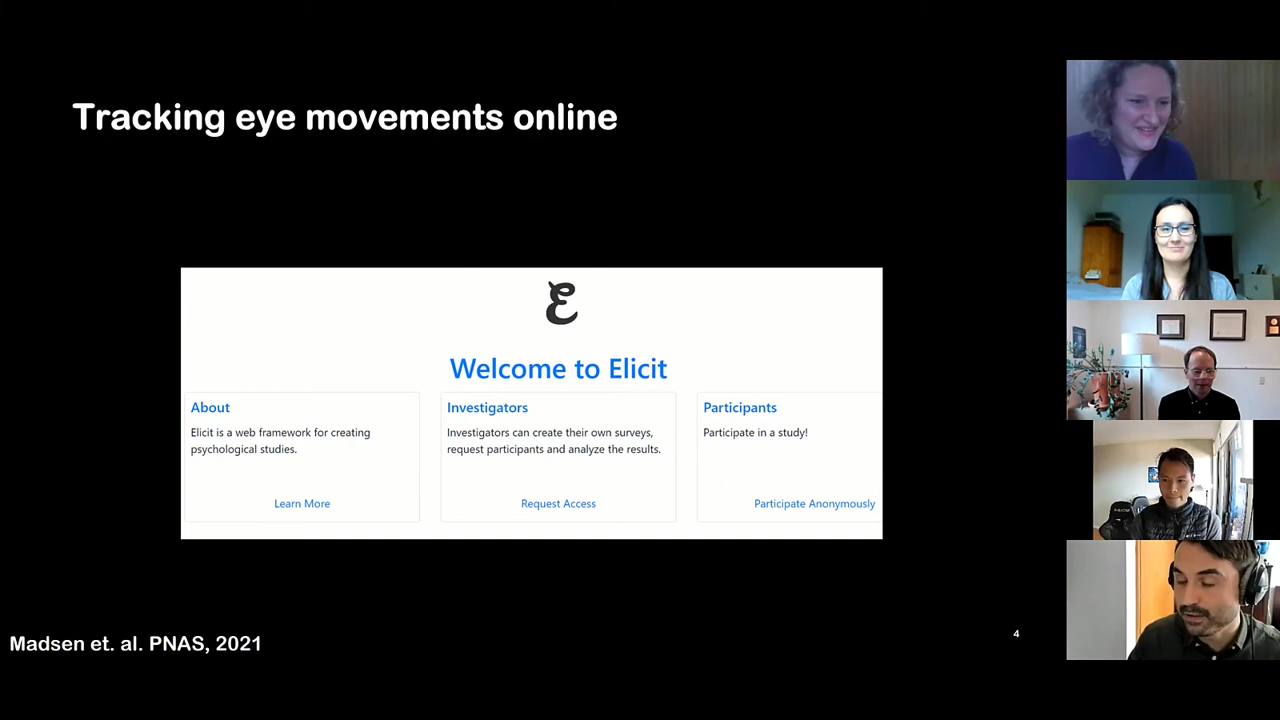 Tracking eye movements online
Ɛ
Welcome to Elicit
About
Elicit is a web framework for creating
psychological studies.
Learn More
Investigators
Investigators can create their own surveys,
request participants and analyze the results.
Request Access
Participants
Participate in a study!
Participate Anonymously
4
Madsen et. al. PNAS, 2021